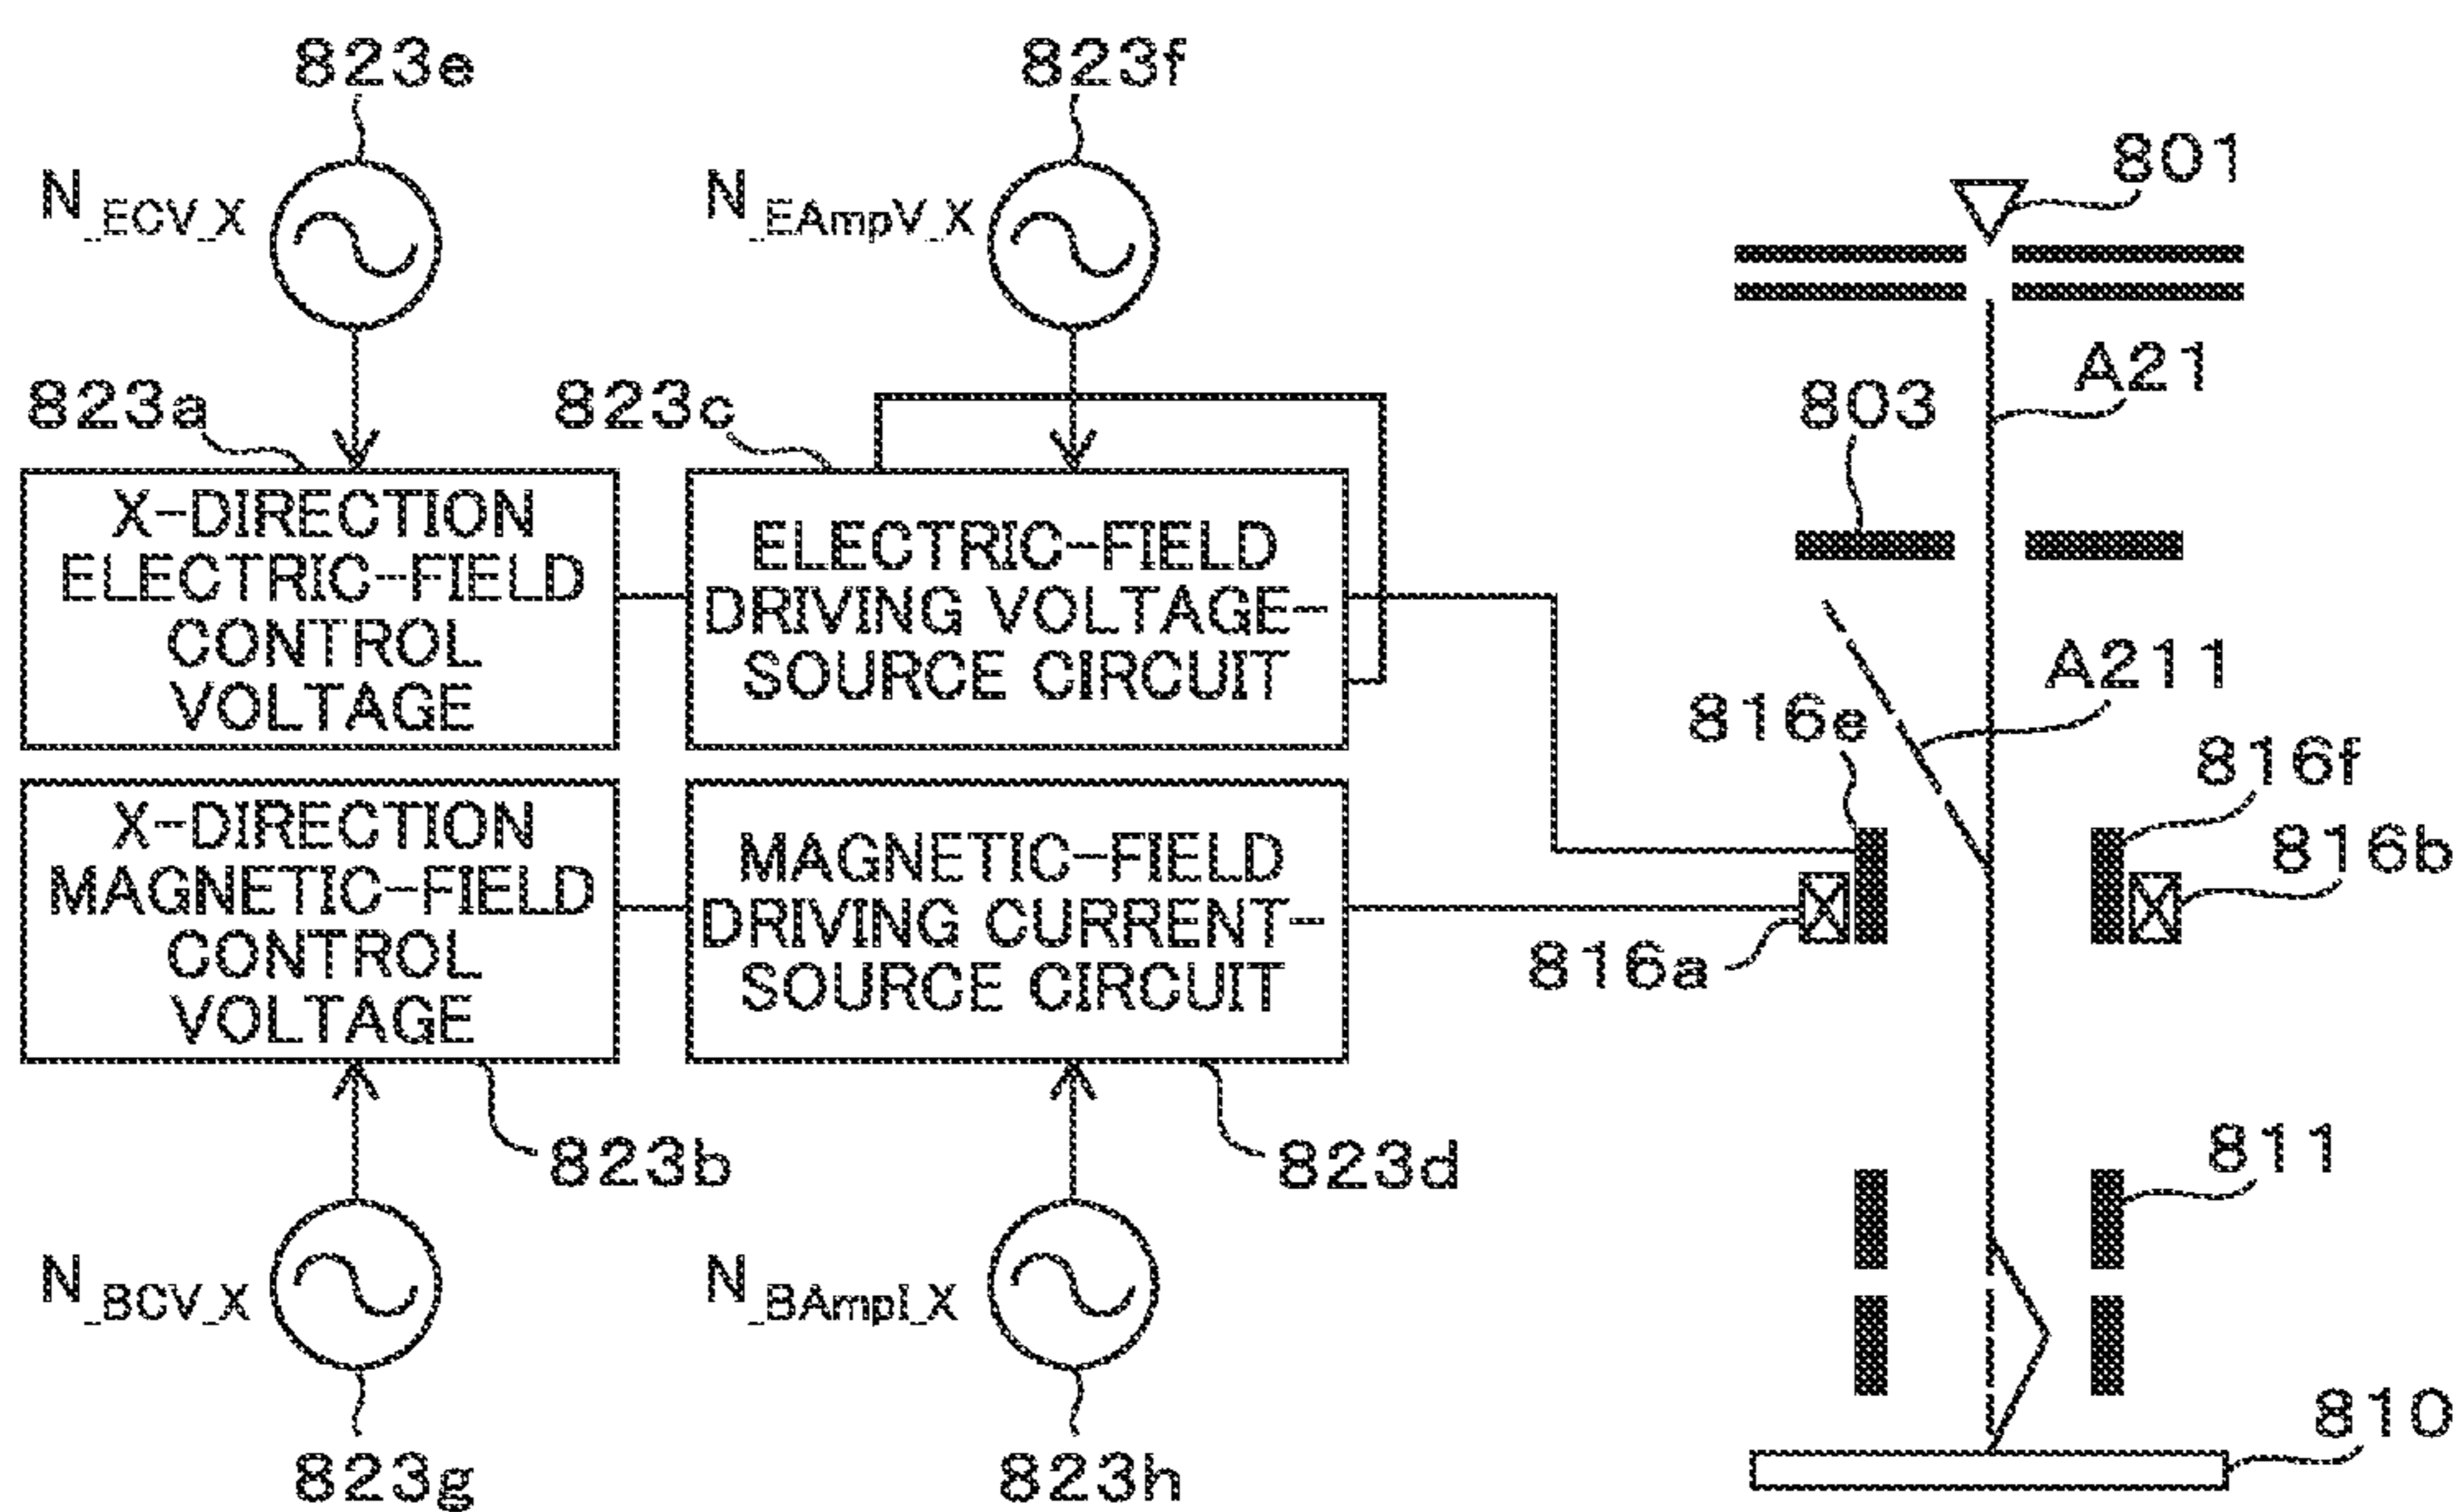 823e
823f
N_ECV_X
N_EAmpV_X
801
A21
823a
823c
803
X-DIRECTION
ELECTRIC-FIELD
CONTROL
VOLTAGE
ELECTRIC-FIELD
DRIVING VOLTAGE-
SOURCE CIRCUIT
A211
816e
816f
816b
X-DIRECTION
MAGNETIC-FIELD
CONTROL
VOLTAGE
MAGNETIC-FIELD
DRIVING CURRENT-
SOURCE CIRCUIT
816a
823b
823d
811
N_BCV_X
N_BAmpI_X
810
823g
823h